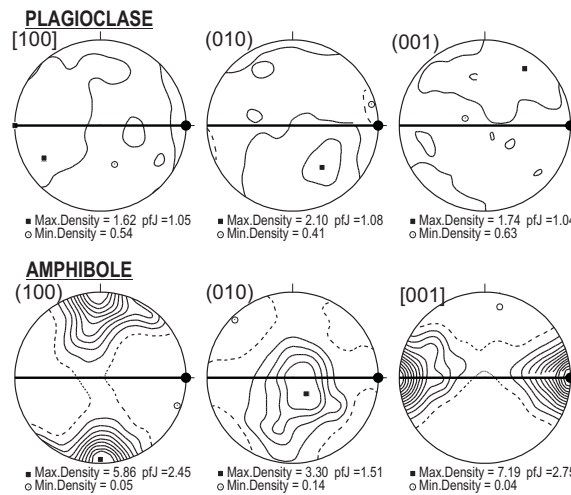 PLAGIOCLASE
[100] (010) (001)
■ Max.Density = 1.62 pfJ =1.05
⊙ Min.Density = 0.54
■ Max.Density = 2.10 pfJ =1.08
⊙ Min.Density = 0.41
■ Max.Density = 1.74 pfJ =1.04
⊙ Min.Density = 0.63
AMPHIBOLE
(100) (010) [001]
■ Max.Density = 5.86 pfJ =2.45
⊙ Min.Density = 0.05
■ Max.Density = 3.30 pfJ =1.51
⊙ Min.Density = 0.14
■ Max.Density = 7.19 pfJ =2.75
⊙ Min.Density = 0.04